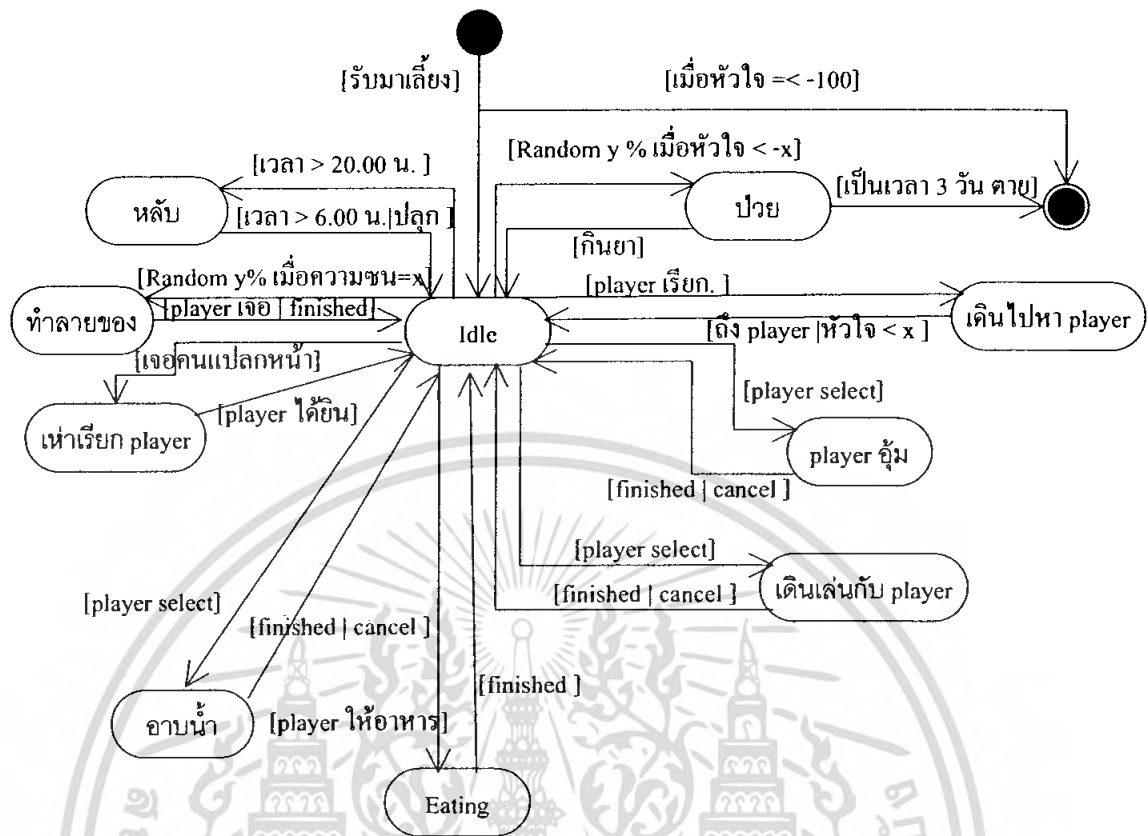 [รับมาเลี้ยง]
[เมื่อหัวใจ =< -100]
[Random y % เมื่อหัวใจ < -x]
[เวลา > 20.00 น. ]
[เป็นเวลา 3 วัน ตาย]
หลับ
ป่วย
[เวลา > 6.00 น.|ปลุก ]
[กินยา]
[Random y% เมื่อความซน=x]
[player เรียก. ]
[player เจอ | finished]
ทำลายของ
Idle
เดินไปหา player
[ถึง player |หัวใจ < x ]
[เจอคนแปลกหน้า]
[player select]
เห่าเรียก player
[player ได้ยิน]
player อุ้ม
[finished | cancel ]
[player select]
เดินเล่นกับ player
[finished | cancel ]
[player select]
[finished | cancel ]
[finished ]
อาบน้ำ
[player ให้อาหาร]
Eating